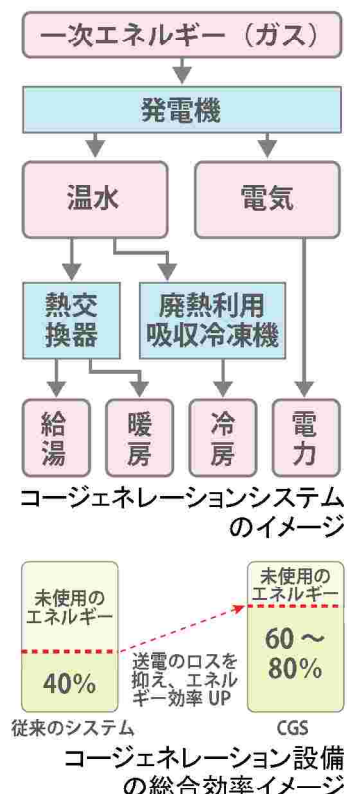 一次エネルギー（ガス）
発電機
温水
電気
熱交
換器
廃熱利用
吸収冷凍機
給湯
暖房
冷房
電力
コージェネレーションシステム
のイメージ
未使用の
エネルギー
40%
従来のシステム
送電のロスを
抑え、エネル
ギー効率 UP
未使用の
エネルギー
60 ～
80%
CGS
コージェネレーション設備
の総合効率イメージ